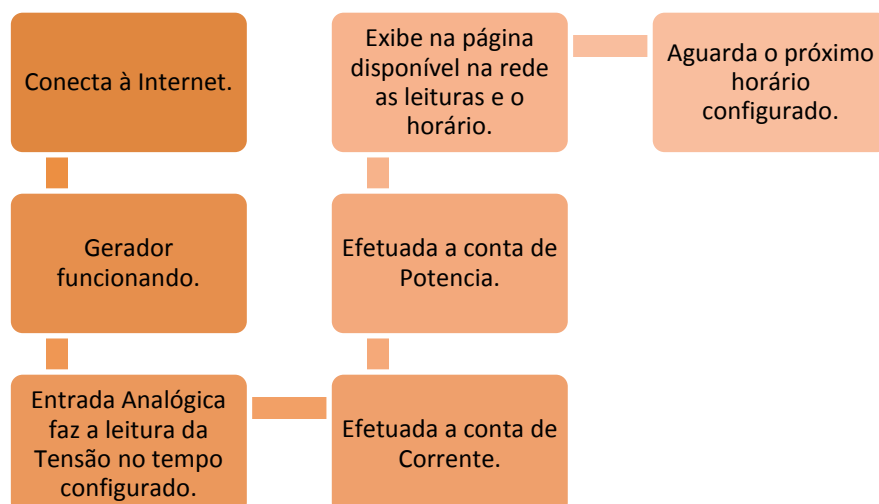 Conecta à Internet.
Gerador
funcionando.
Entrada Analógica
faz a leitura da
Tensão no tempo
configurado.
Efetuada a conta de
Corrente.
Efetuada a conta de
Potencia.
Exibe na página
disponível na rede
as leituras e o
horário.
Aguarda o próximo
horário
configurado.